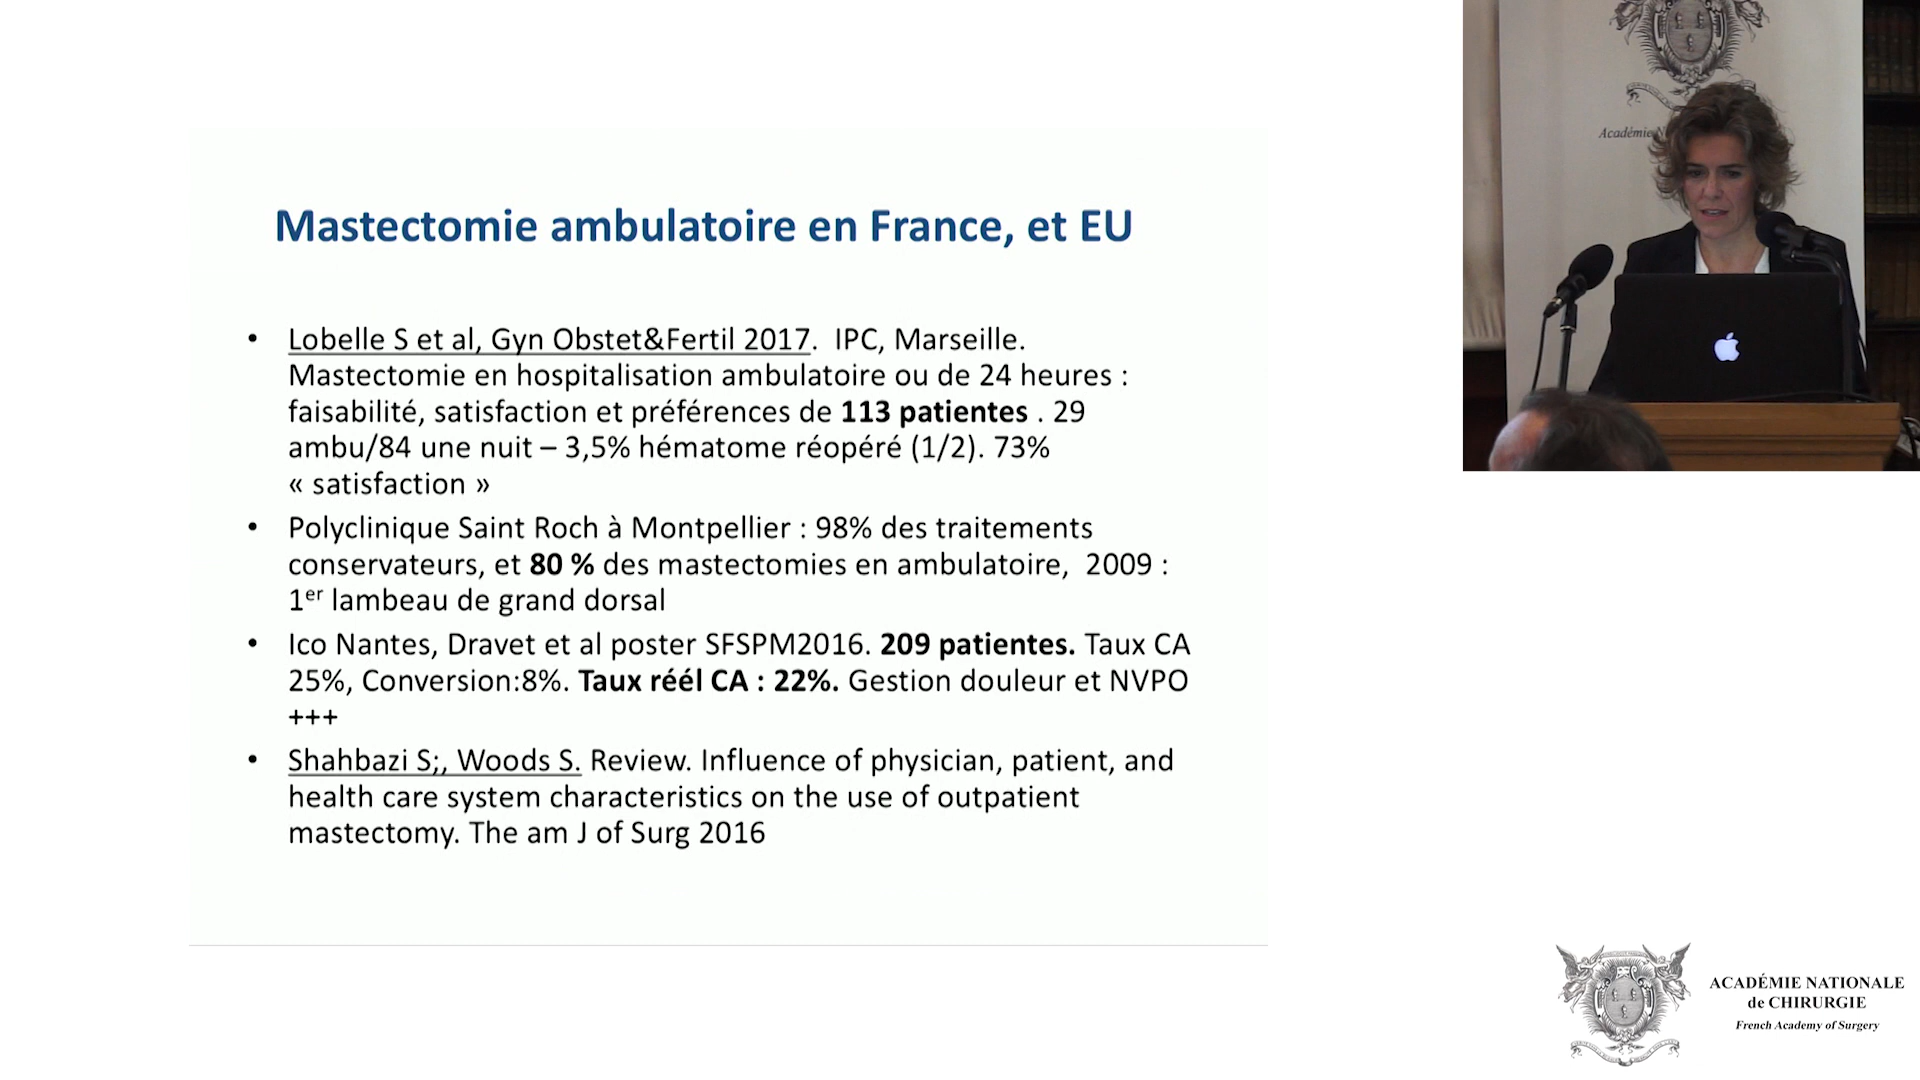 Mastectomie ambulatoire en France, et EU
• Lobelle S et al, Gyn Obstet&Fertil 2017.  IPC, Marseille.
Mastectomie en hospitalisation ambulatoire ou de 24 heures :
faisabilité, satisfaction et préférences de 113 patientes . 29
ambu/84 une nuit – 3,5% hématome réopéré (1/2). 73%
« satisfaction »
• Polyclinique Saint Roch à Montpellier : 98% des traitements
conservateurs, et 80 % des mastectomies en ambulatoire,  2009 :
1er lambeau de grand dorsal
• Ico Nantes, Dravet et al poster SFSPM2016. 209 patientes. Taux CA
25%, Conversion:8%. Taux réél CA : 22%. Gestion douleur et NVPO
+++
• Shahbazi S;, Woods S. Review. Influence of physician, patient, and
health care system characteristics on the use of outpatient
mastectomy. The am J of Surg 2016
Académie N
ACADÉMIE NATIONALE
de CHIRURGIE
French Academy of Surgery